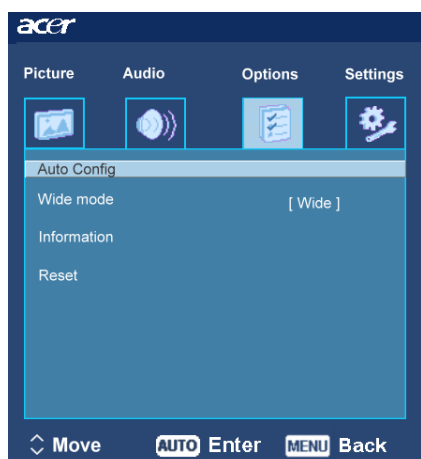 acer
Picture Audio Options Settings
Auto Config
Wide mode [ Wide ]
Information
Reset
Move AUTO Enter MENU Back